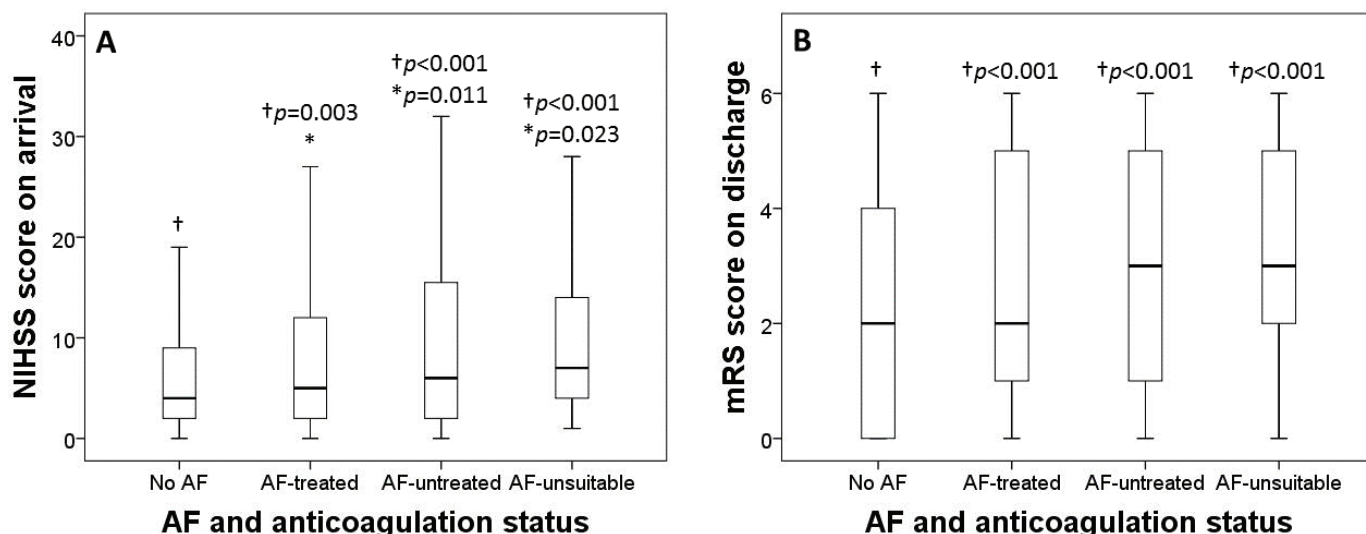 A
NIHSS score on arrival
40
30
20
10
0
†
†p=0.003
*
†p<0.001
*p=0.011
†p<0.001
*p=0.023
No AF
AF-treated
AF-untreated
AF-unsuitable
AF and anticoagulation status
B
mRS score on discharge
6
4
2
0
†
†p<0.001
†p<0.001
†p<0.001
No AF
AF-treated
AF-untreated
AF-unsuitable
AF and anticoagulation status